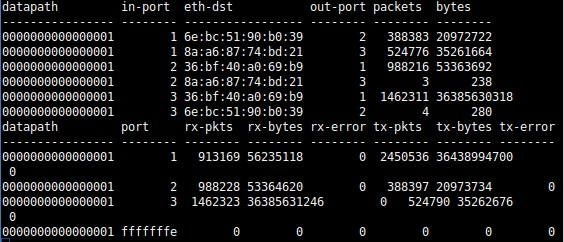 datapath in-port eth-dst out-port packets bytes
---------------- -------- ----------------- -------- -------- --------
0000000000000001 1 6e:bc:51:90:b0:39 2 388383 20972722
0000000000000001 1 8a:a6:87:74:bd:21 3 524776 35261664
0000000000000001 2 36:bf:40:a0:69:b9 1 988216 53363692
0000000000000001 2 8a:a6:87:74:bd:21 3 3 238
0000000000000001 3 36:bf:40:a0:69:b9 1 1462311 36385630318
0000000000000001 3 6e:bc:51:90:b0:39 2 4 280
datapath port rx-pkts rx-bytes rx-error tx-pkts tx-bytes tx-error
---------------- -------- -------- -------- -------- -------- -------- --------
0000000000000001 1 913169 56235118 0 2450536 36438994700
0
0000000000000001 2 988228 53364620 0 388397 20973734 0
0000000000000001 3 1462323 36385631246 0 524790 35262676
0
0000000000000001 fffffffe 0 0 0 0 0 0